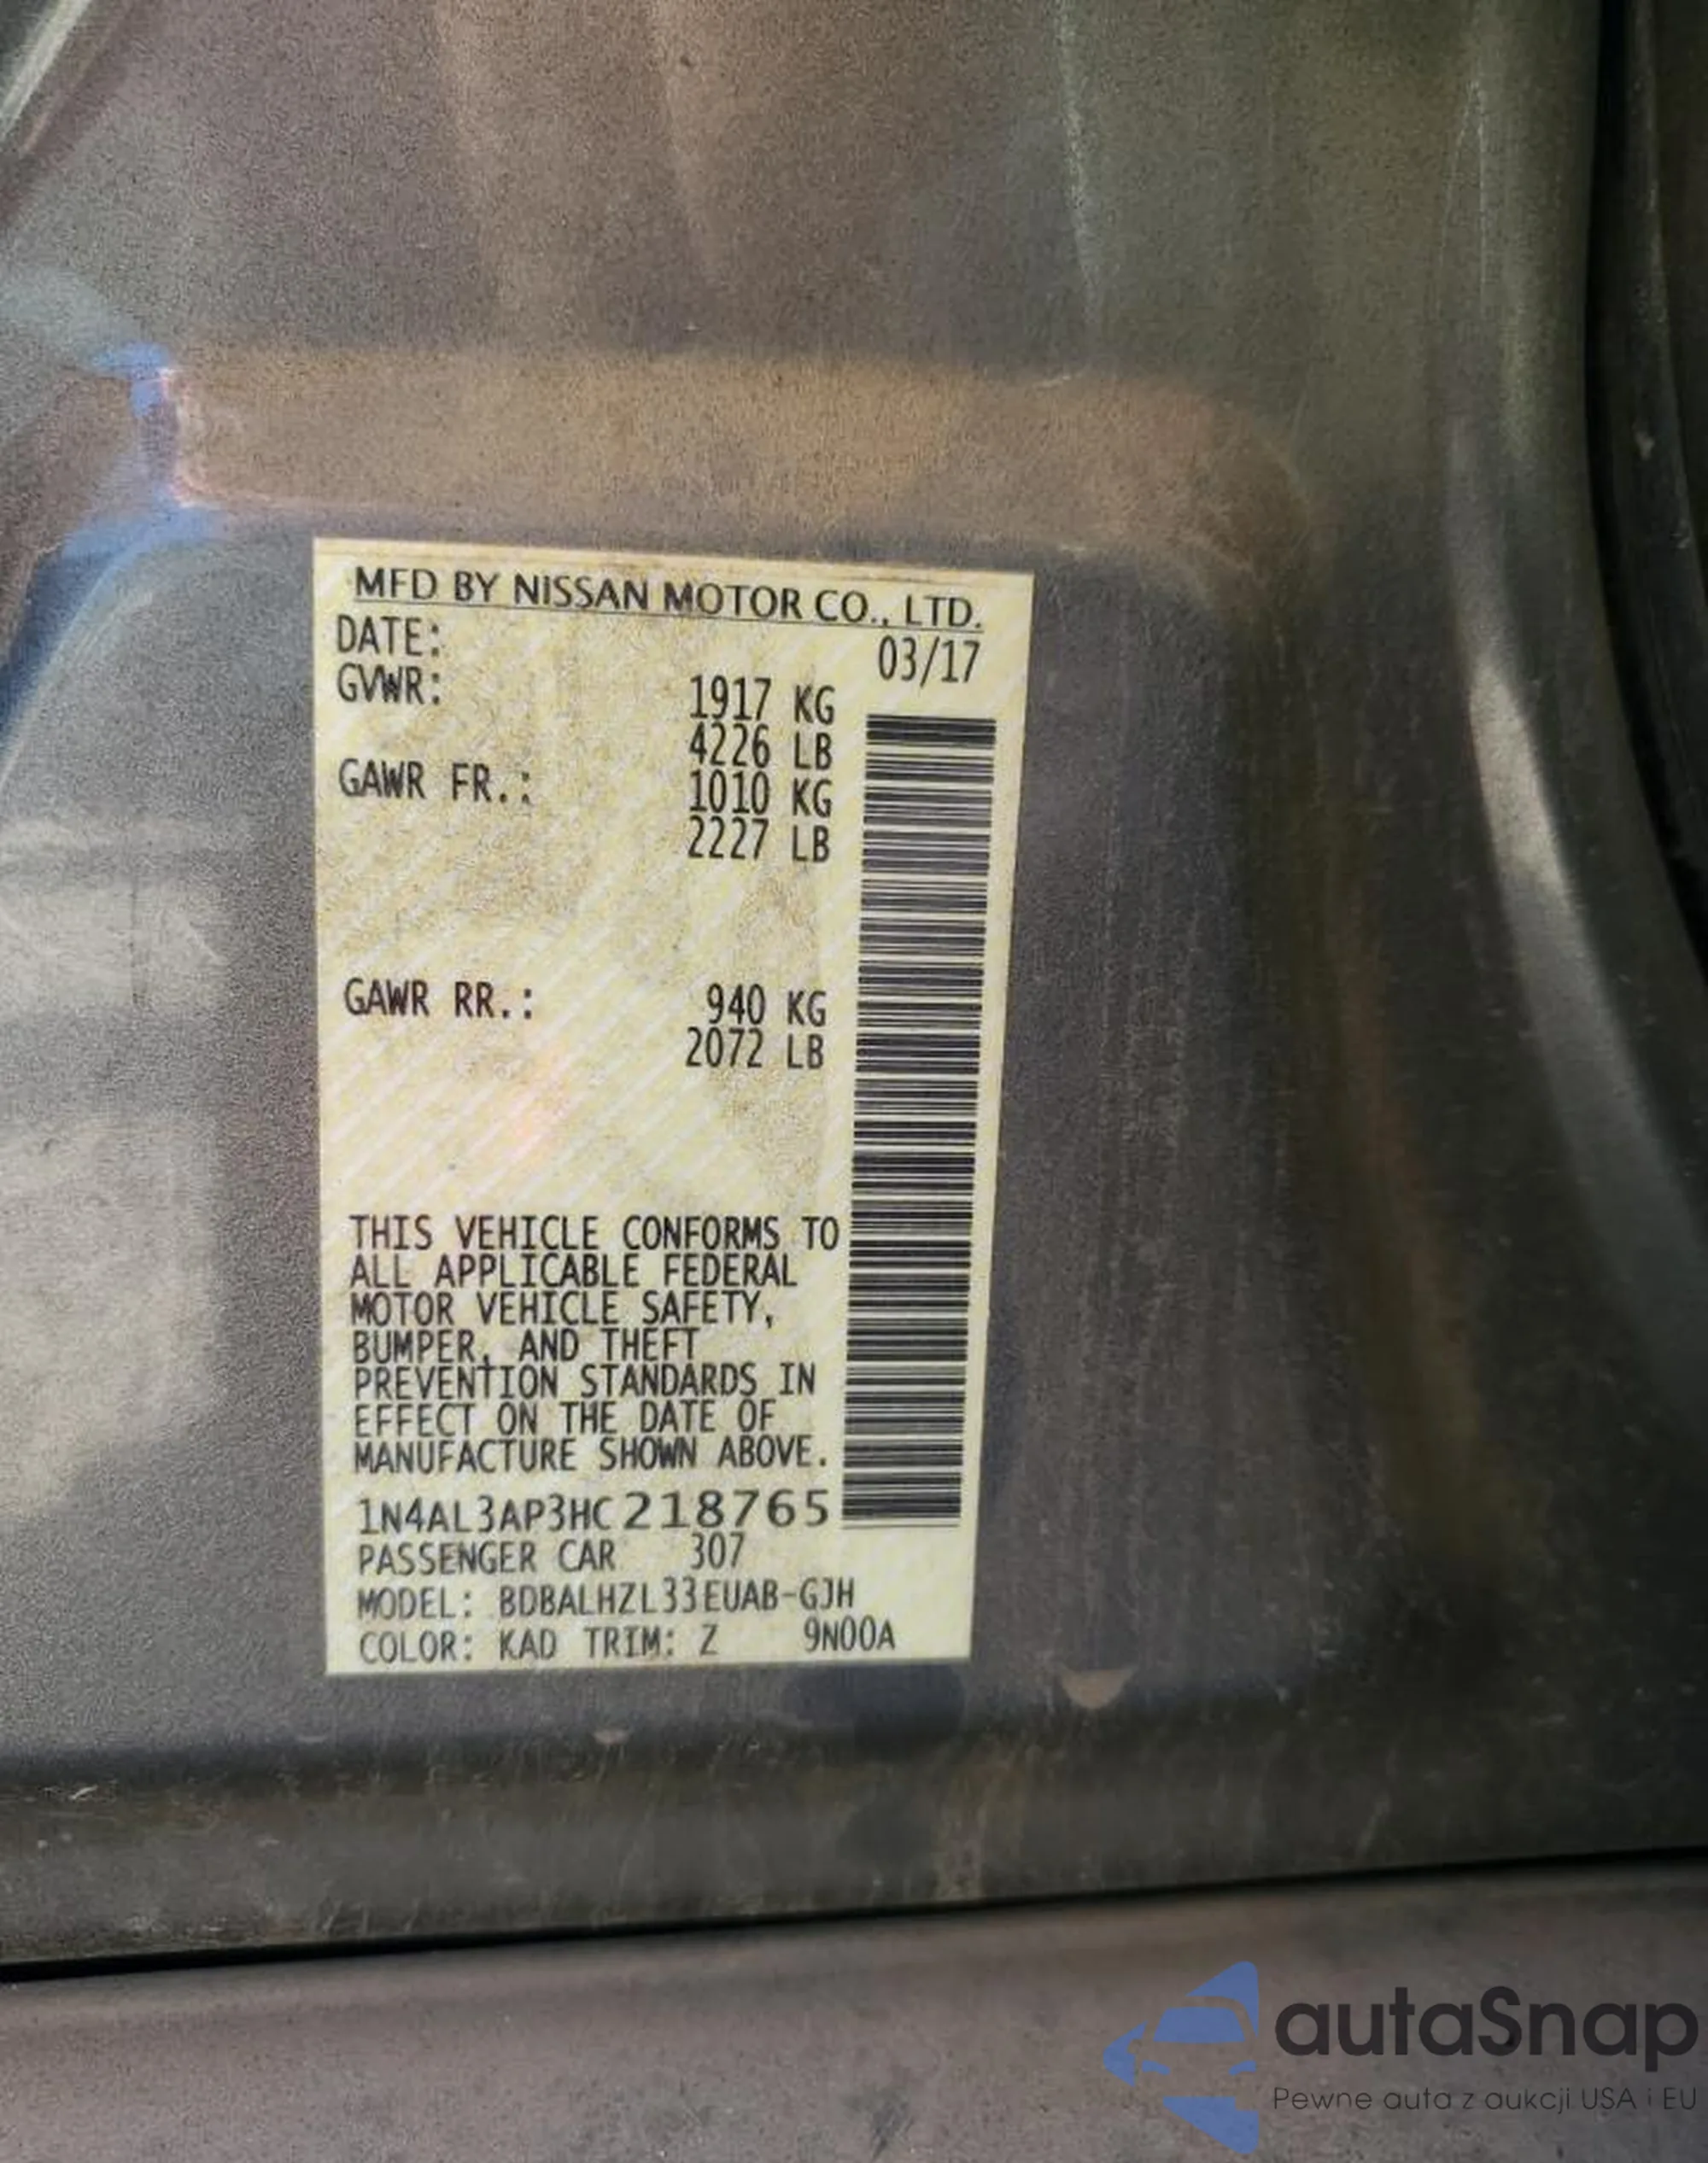 MFD BY NISSAN MOTOR CO., LTD.
DATE: 03/17
GVWR: 1917 KG
4226 LB
GAWR FR.: 1010 KG
2227 LB
GAWR RR.: 940 KG
2072 LB
THIS VEHICLE CONFORMS TO
ALL APPLICABLE FEDERAL
MOTOR VEHICLE SAFETY,
BUMPER, AND THEFT
PREVENTION STANDARDS IN
EFFECT ON THE DATE OF
MANUFACTURE SHOWN ABOVE.
1N4AL3AP3HC218765
PASSENGER CAR 307
MODEL: BDBALHZL33EUAB-GJH
COLOR: KAD TRIM: Z 9N00A
autaSnap
Pewne auta z aukcji USA i EU